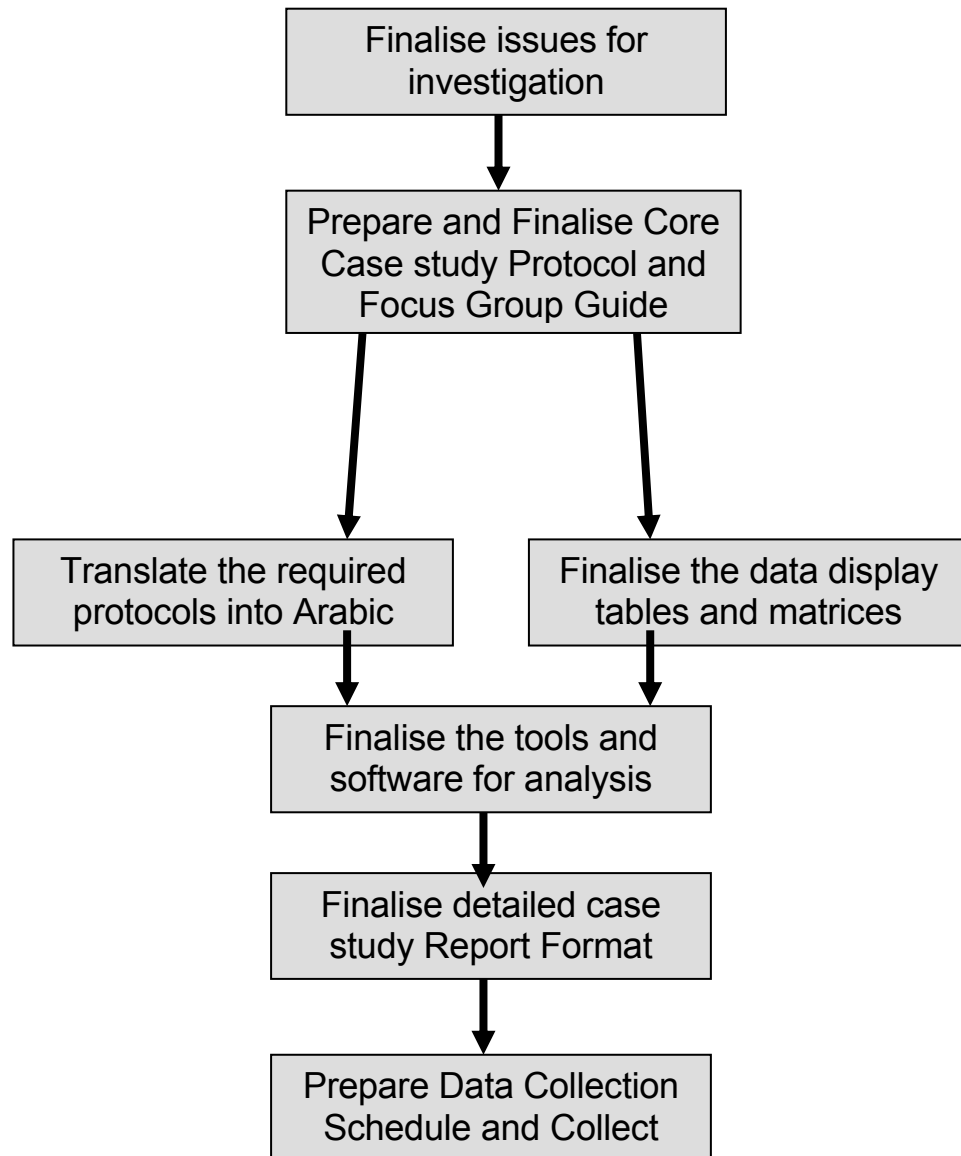 Finalise issues for
investigation
Prepare and Finalise Core
Case study Protocol and
Focus Group Guide
Translate the required
protocols into Arabic
Finalise the data display
tables and matrices
Finalise the tools and
software for analysis
Finalise detailed case
study Report Format
Prepare Data Collection
Schedule and Collect